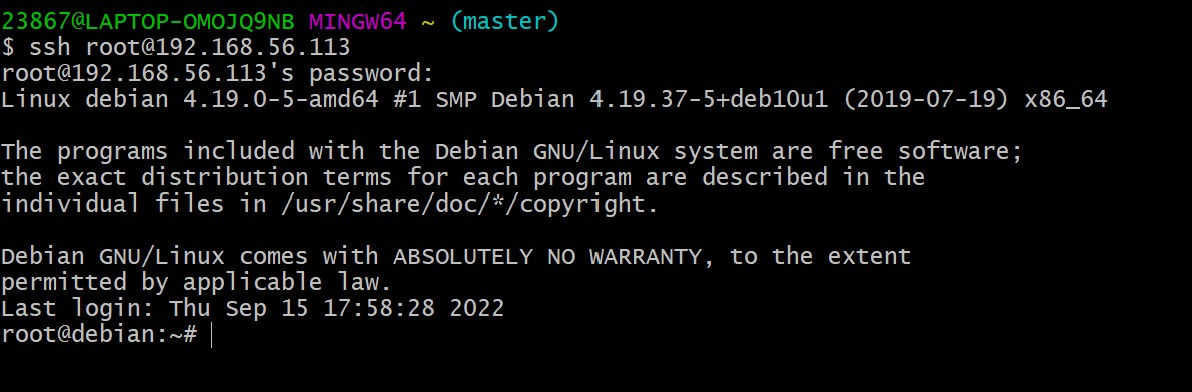 23867@LAPTOP-OMOJQ9NB MINGW64 ~ (master)
$ ssh root@192.168.56.113
root@192.168.56.113's password:
Linux debian 4.19.0-5-amd64 #1 SMP Debian 4.19.37-5+deb10u1 (2019-07-19) x86_64
The programs included with the Debian GNU/Linux system are free software;
the exact distribution terms for each program are described in the
individual files in /usr/share/doc/*/copyright.
Debian GNU/Linux comes with ABSOLUTELY NO WARRANTY, to the extent
permitted by applicable law.
Last login: Thu Sep 15 17:58:28 2022
root@debian:~#